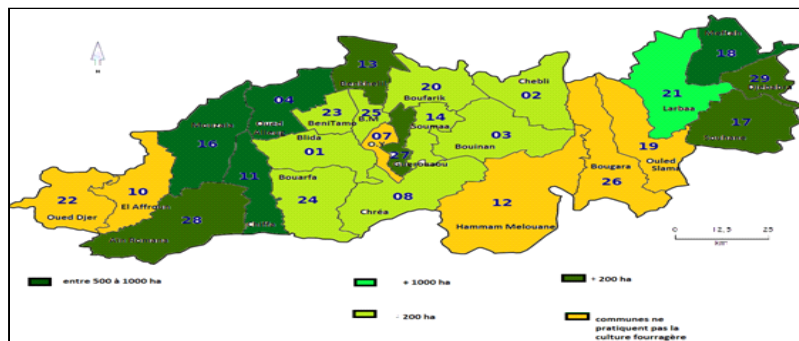 N
13
18
Meftah
29
20
Boufarik
Chebli
02
21
Larbaa
04
23
BeniTamo
25
B.M
14
Soumaa
17
16
07
O.Y
Blida
01
27
03
Bouinan
19
Ouled
Slama
10
El Affroun
11
Bouarfa
24
08
Chréa
12
Hammam Melouane
Bougara
26
22
Oued Djer
28
0 12,5 25
km
entre 500 à 1000 ha
+ 1000 ha
+ 200 ha
- 200 ha
communes ne
pratiquent pas la
culture fourragère